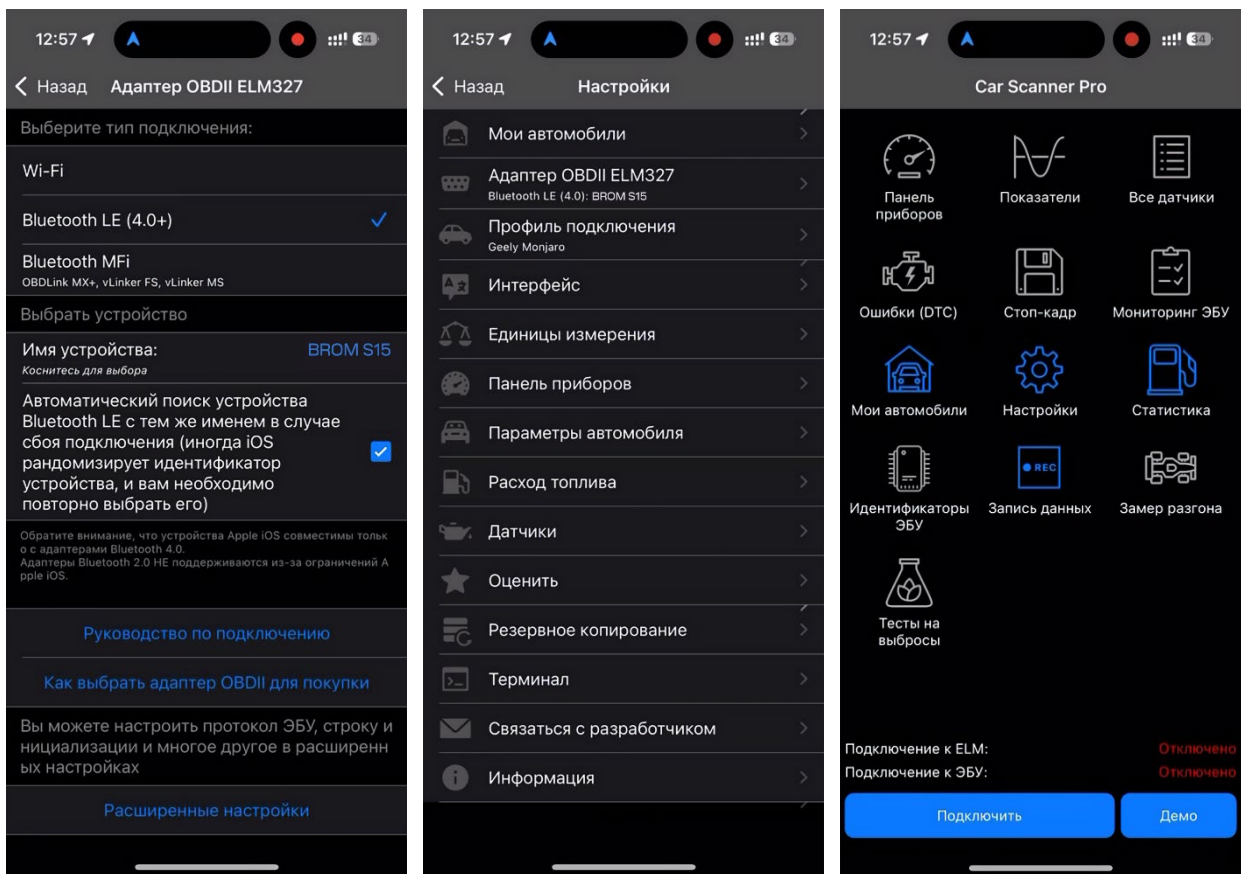 12:57
34
Назад
Адаптер OBDII ELM327
Выберите тип подключения:
Wi-Fi
Bluetooth LE (4.0+)
Bluetooth MFi
OBDLink MX+, vLinker FS, vLinker MS
Выбрать устройство
Имя устройства:
BROM S15
Коснитесь для выбора
Автоматический поиск устройства
Bluetooth LE с тем же именем в случае
сбоя подключения (иногда iOS
рандомизирует идентификатор
устройства, и вам необходимо
повторно выбрать его)
Обратите внимание, что устройства Apple iOS совместимы тольк
о с адаптерами Bluetooth 4.0.
Адаптеры Bluetooth 2.0 НЕ поддерживаются из-за ограничений A
pple iOS.
Руководство по подключению
Как выбрать адаптер OBDII для покупки
Вы можете настроить протокол ЭБУ, строку и
нициализации и многое другое в расширенн
ых настройках
Расширенные настройки
12:57
34
Назад
Настройки
Мои автомобили
Адаптер OBDII ELM327
Bluetooth LE (4.0): BROM S15
Профиль подключения
Geely Monjaro
Интерфейс
Единицы измерения
Панель приборов
Параметры автомобиля
Расход топлива
Датчики
Оценить
Резервное копирование
Терминал
Связаться с разработчиком
Информация
12:57
34
Car Scanner Pro
Панель
приборов
Показатели
Все датчики
Ошибки (DTC)
Стоп-кадр
Мониторинг ЭБУ
Мои автомобили
Настройки
Статистика
REC
Идентификаторы
ЭБУ
Запись данных
Замер разгона
Тесты на
выбросы
Подключение к ELM:
Отключено
Подключение к ЭБУ:
Отключено
Подключить
Демо